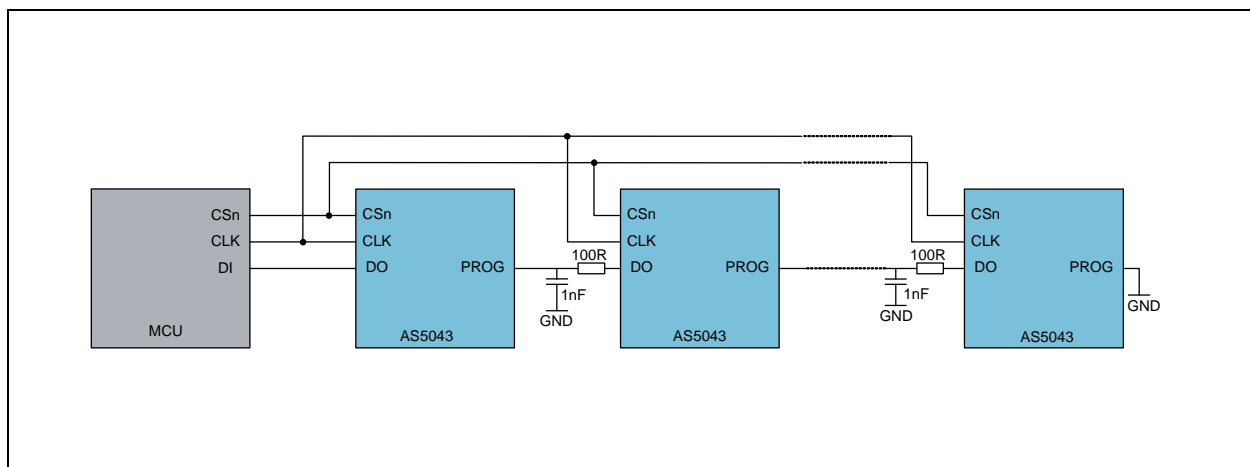 CSn
CLK
DI
MCU
CSn
CLK
DO
PROG
AS5043
100R
1nF
GND
CSn
CLK
DO
PROG
AS5043
100R
1nF
GND
CSn
CLK
DO
PROG
AS5043
GND